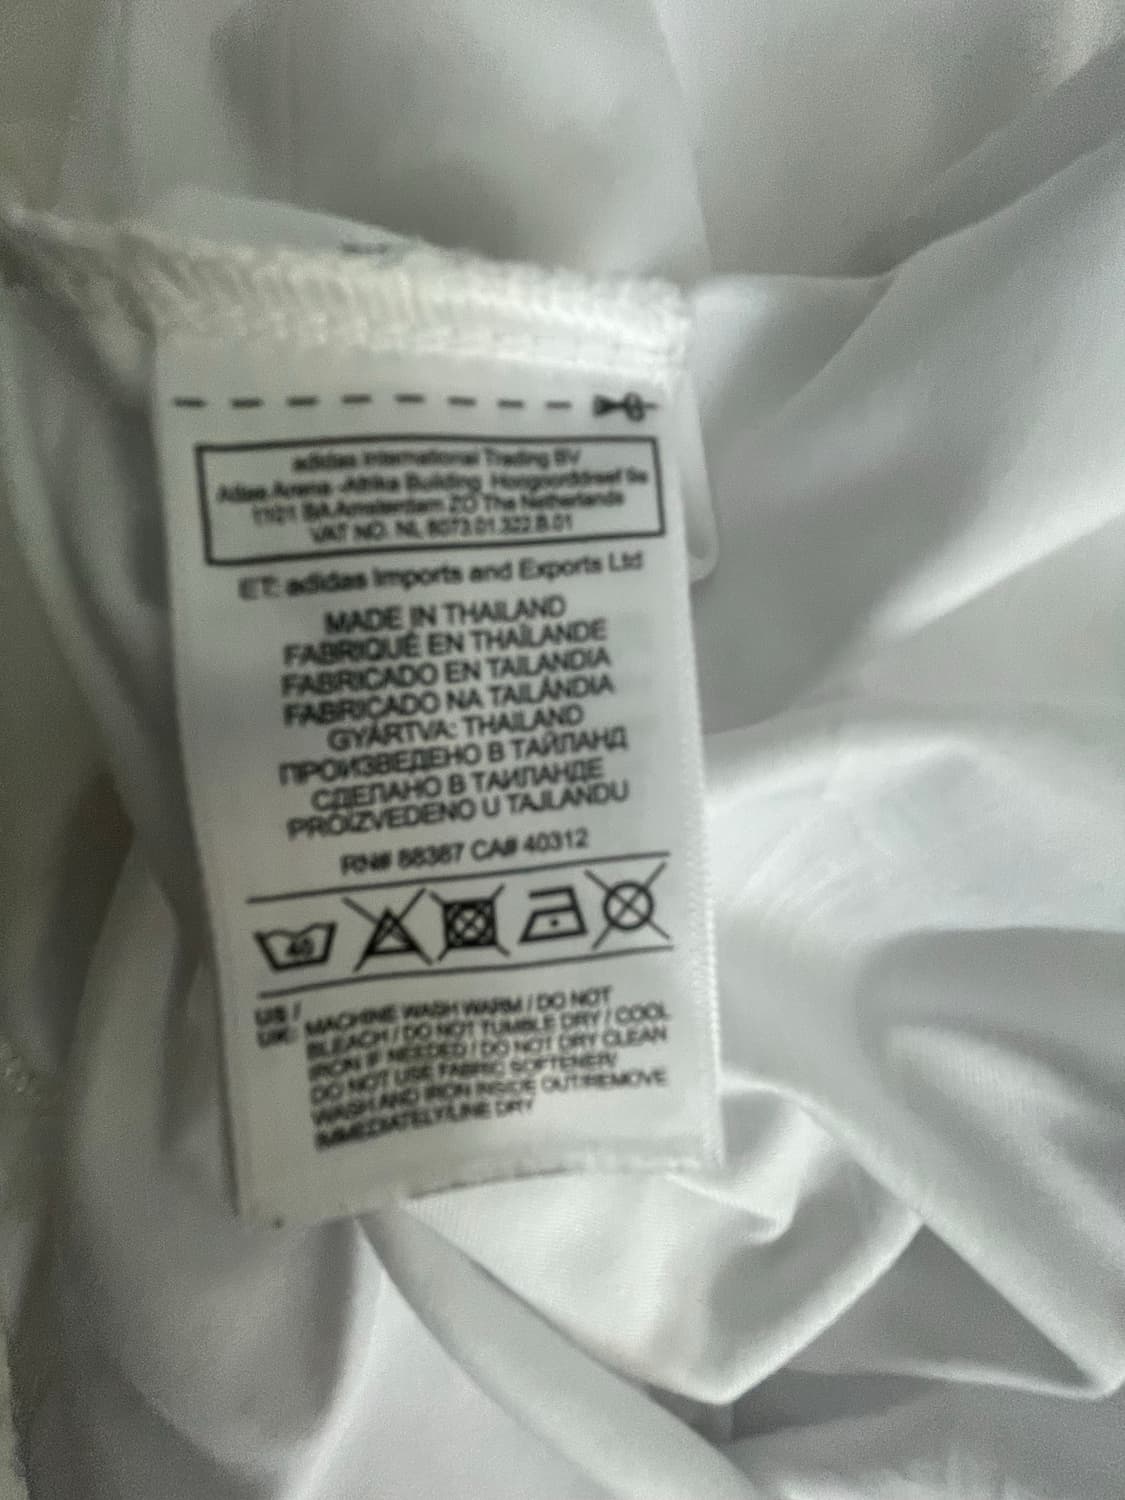 adidas International Trading BV
Atlas Arena -Afrika Building Hoogoorddreef 9a
1101 BA Amsterdam ZO The Netherlands
VAT NO. NL 8073.01.322.B.01
ET: adidas Imports and Exports Ltd
MADE IN THAILAND
FABRIQUÉ EN THAÏLANDE
FABRICADO EN TAILANDIA
FABRICADO NA TAILÂNDIA
GYÁRTVA: THAILAND
ПРОИЗВЕДЕНО В ТАЙЛАНД
СДЕЛАНО В ТАИЛАНДЕ
PROIZVEDENO U TAJLANDU
RN# 88387 CA# 40312
40
US / MACHINE WASH WARM / DO NOT
UK: BLEACH / DO NOT TUMBLE DRY / COOL
IRON IF NEEDED / DO NOT DRY CLEAN
DO NOT USE FABRIC SOFTENER/
WASH AND IRON INSIDE OUT/REMOVE
IMMEDIATELY/LINE DRY